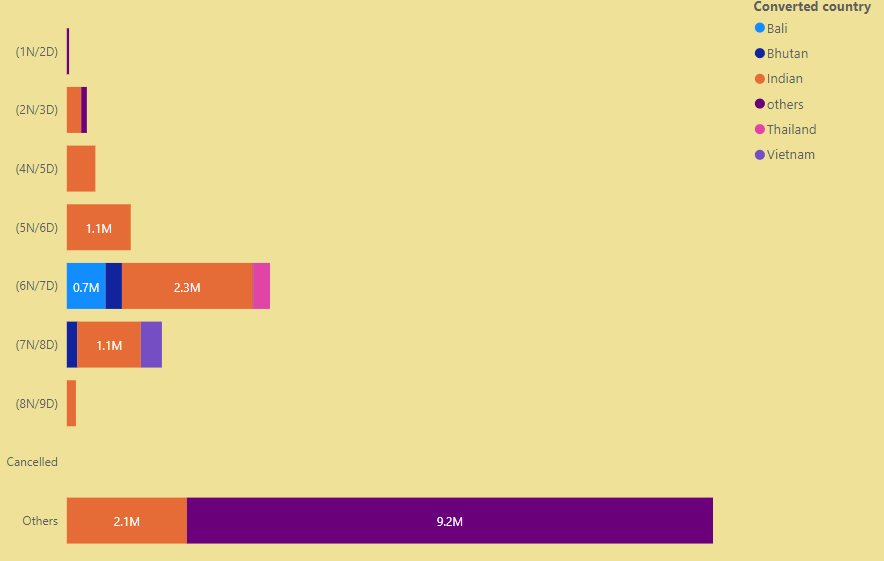 Converted country
Bali
Bhutan
Indian
others
Thailand
Vietnam
(1N/2D)
(2N/3D)
(4N/5D)
(5N/6D) 1.1M
(6N/7D) 0.7M 2.3M
(7N/8D) 1.1M
(8N/9D)
Cancelled
Others 2.1M 9.2M